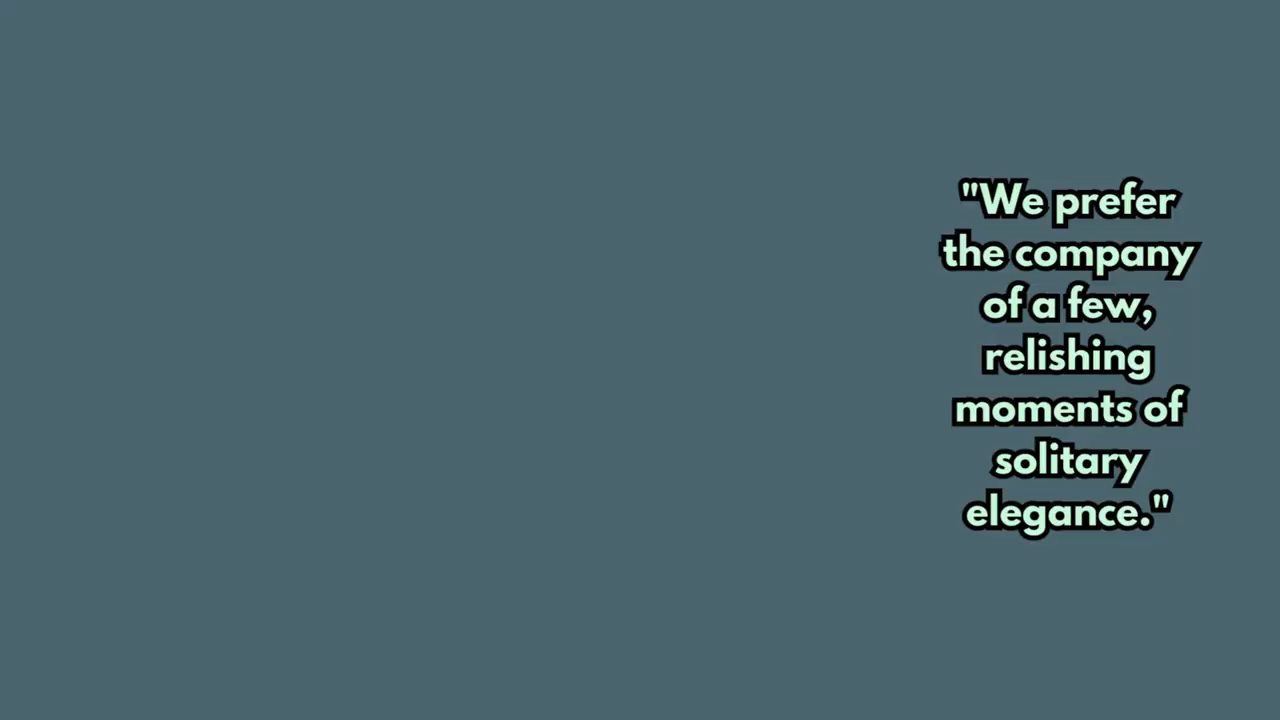 "We prefer
the company
of a few,
relishing
moments of
solitary
elegance."